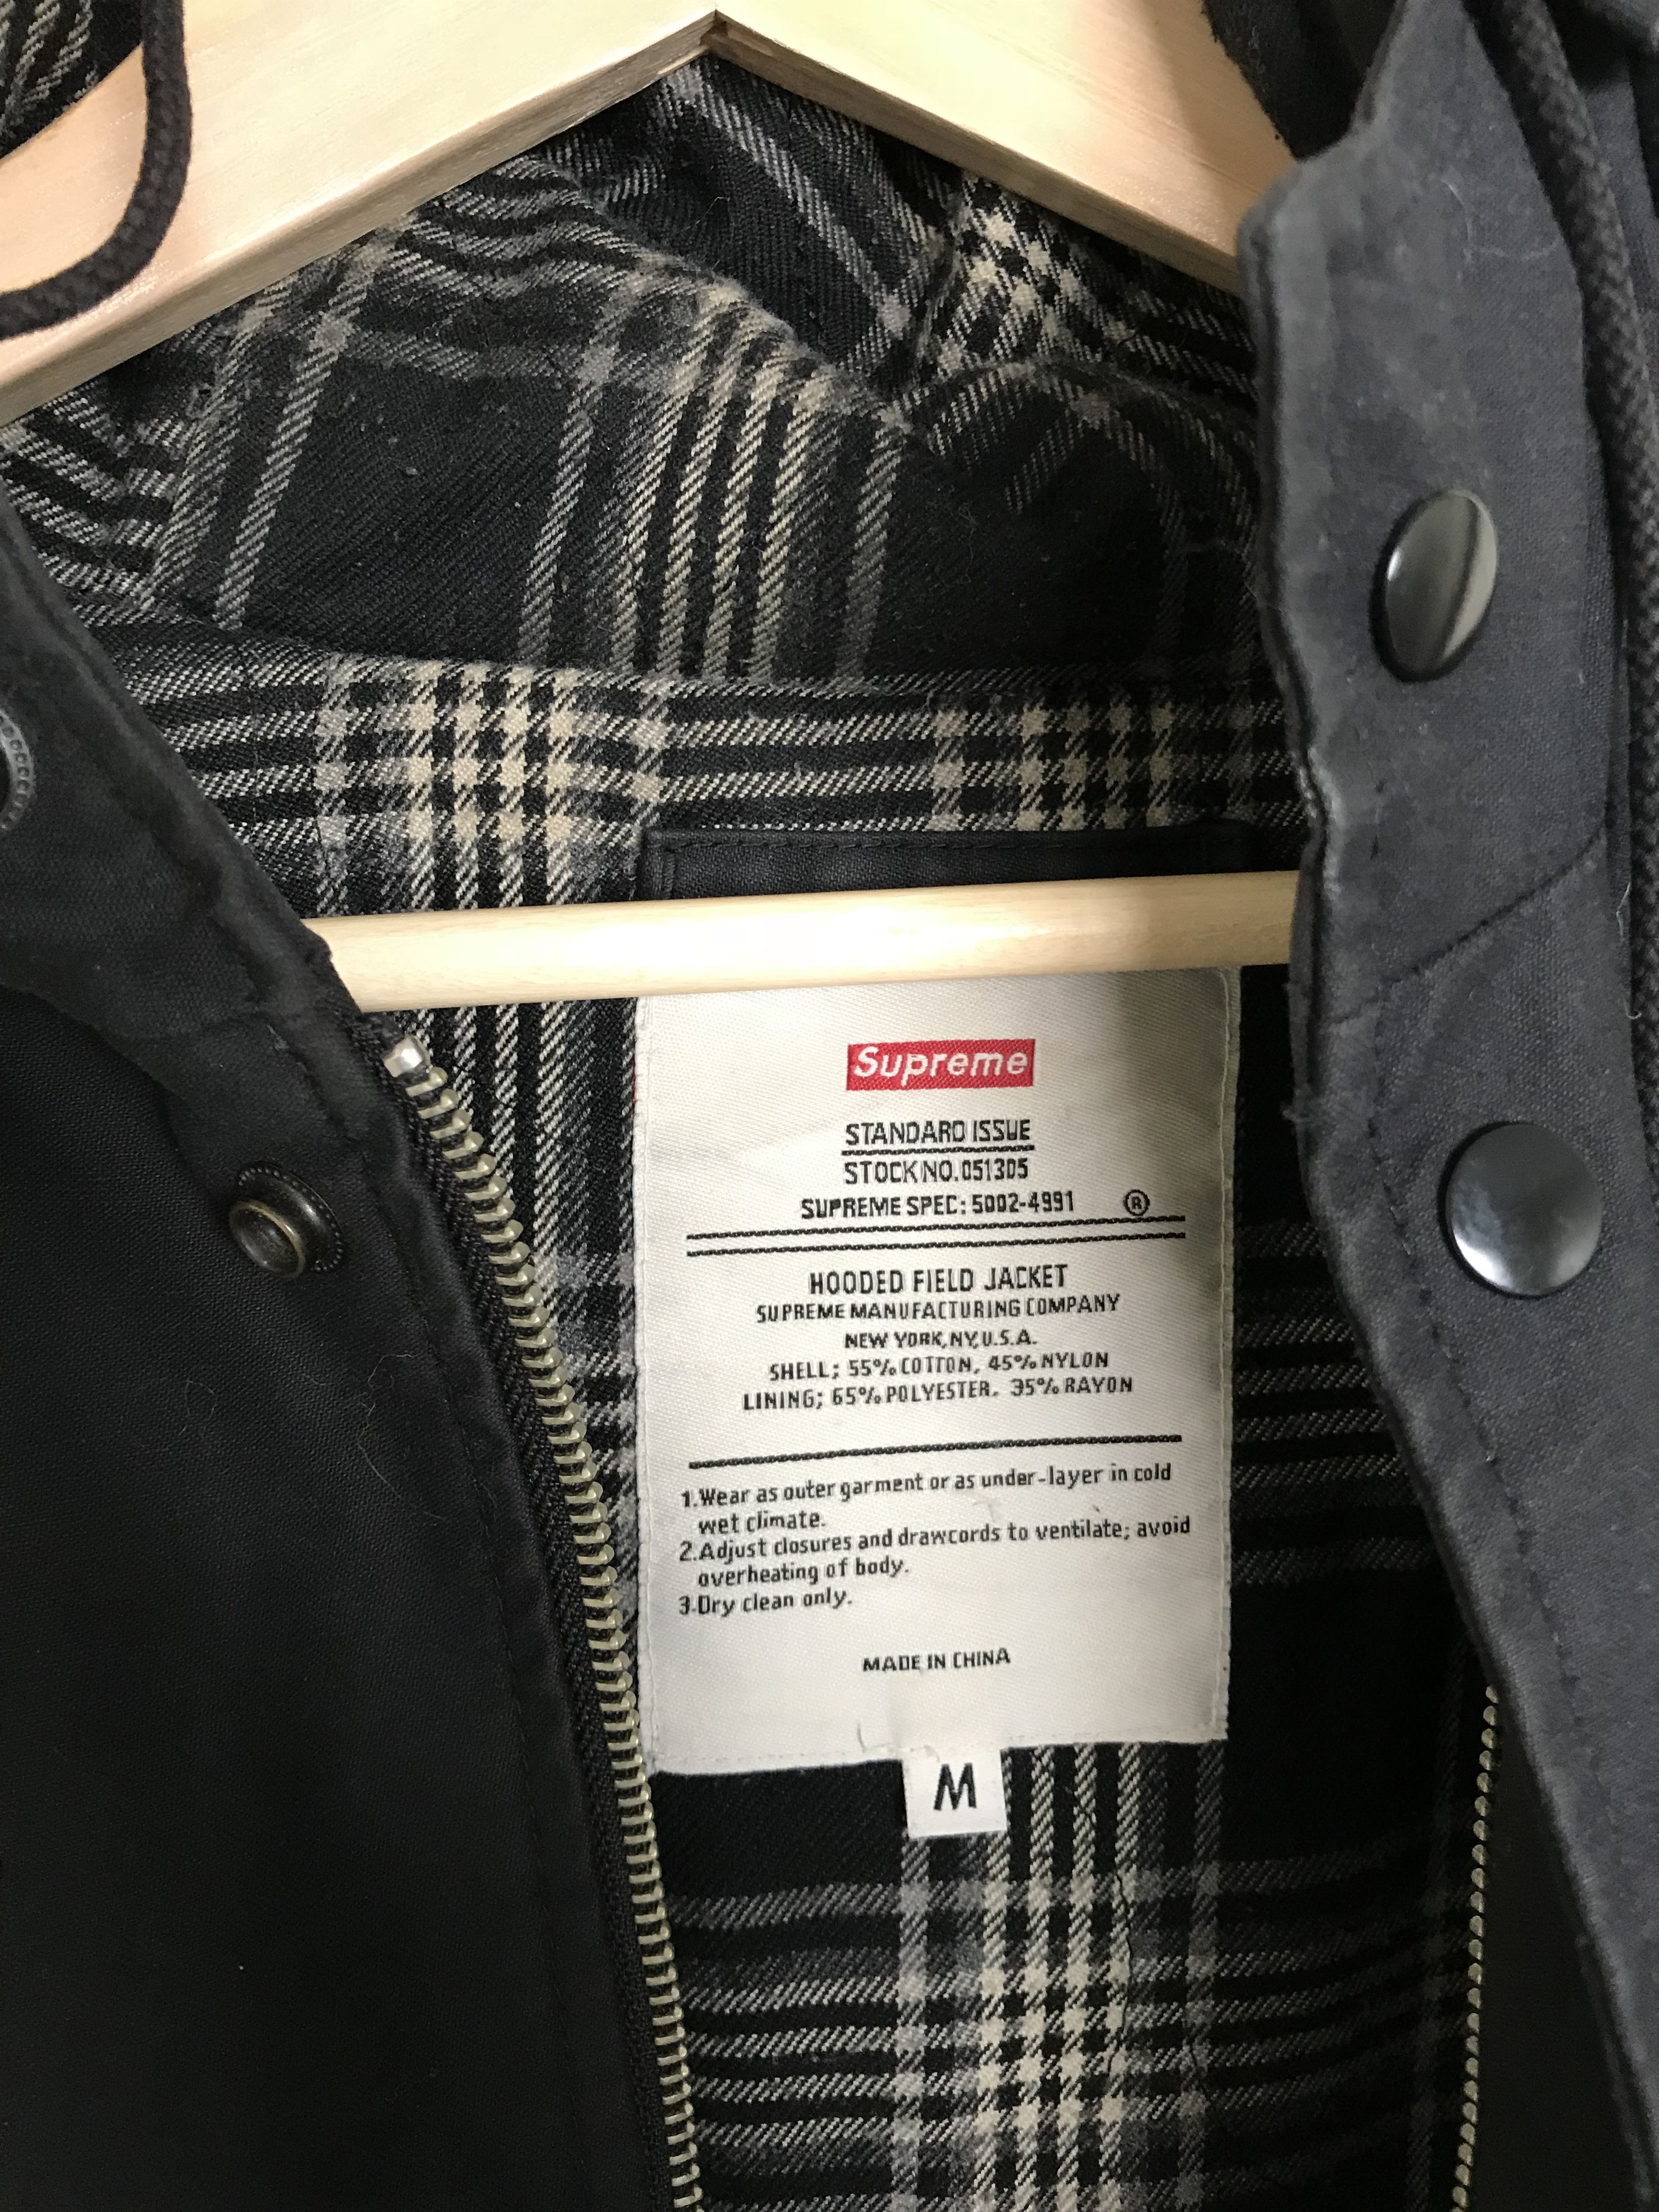 Supreme
STANDARD ISSUE
STOCK NO. 051305
SUPREME SPEC: 5002-4991 ®
HOODED FIELD JACKET
SUPREME MANUFACTURING COMPANY
NEW YORK, NY, U.S.A.
SHELL; 55% COTTON, 45% NYLON
LINING; 65% POLYESTER. 35% RAYON
1.Wear as outer garment or as under-layer in cold
wet climate.
2.Adjust closures and drawcords to ventilate; avoid
overheating of body.
3.Dry clean only.
MADE IN CHINA
M